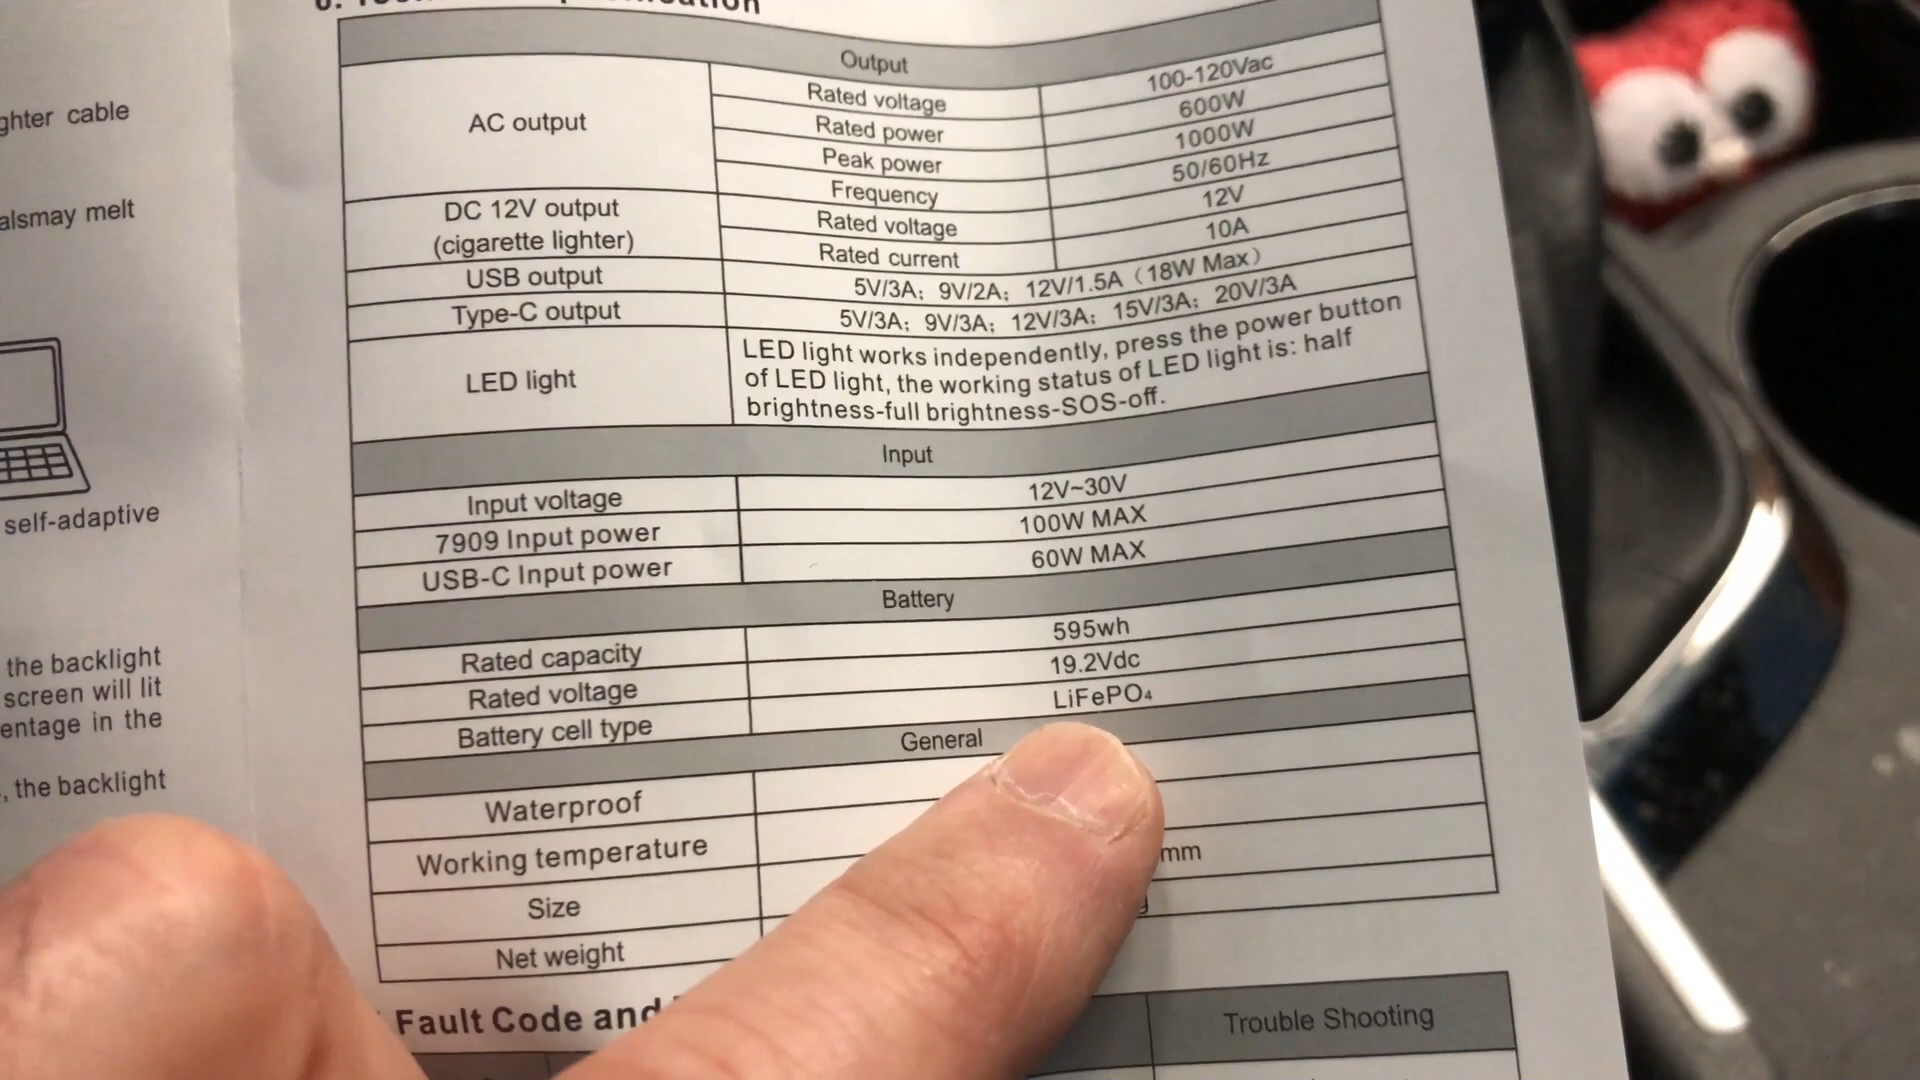 ghter cable
alsmay melt
self-adaptive
the backlight
screen will lit
entage in the
, the backlight
Output
AC output
Rated voltage 100-120Vac
Rated power 600W
Peak power 1000W
Frequency 50/60Hz
DC 12V output
(cigarette lighter)
Rated voltage 12V
Rated current 10A
USB output 5V/3A; 9V/2A; 12V/1.5A (18W Max)
Type-C output 5V/3A; 9V/3A; 12V/3A; 15V/3A; 20V/3A
LED light
LED light works independently, press the power button
of LED light, the working status of LED light is: half
brightness-full brightness-SOS-off.
Input
Input voltage 12V~30V
7909 Input power 100W MAX
USB-C Input power 60W MAX
Battery
Rated capacity 595wh
Rated voltage 19.2Vdc
Battery cell type LiFePO₄
General
Waterproof
Working temperature
Size mm
Net weight
Fault Code and
Trouble Shooting